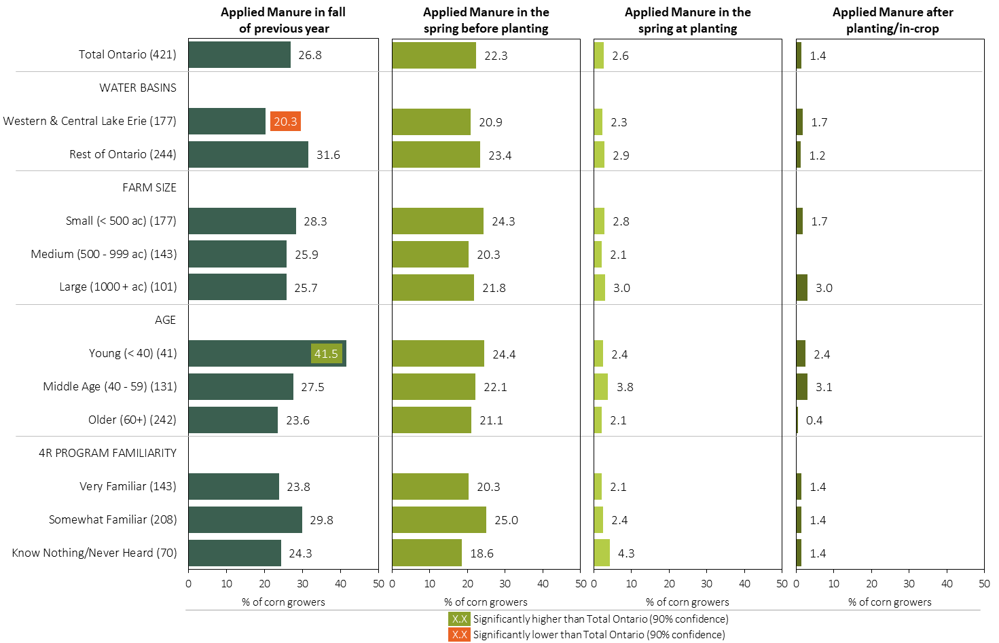 Applied Manure in fall
of previous year
Applied Manure in the
spring before planting
Applied Manure in the
spring at planting
Applied Manure after
planting/in-crop
Total Ontario (421) 26.8 22.3 2.6 1.4
WATER BASINS
Western & Central Lake Erie (177) 20.3 20.9 2.3 1.7
Rest of Ontario (244) 31.6 23.4 2.9 1.2
FARM SIZE
Small (< 500 ac) (177) 28.3 24.3 2.8 1.7
Medium (500 - 999 ac) (143) 25.9 20.3 2.1
Large (1000 + ac) (101) 25.7 21.8 3.0 3.0
AGE
Young (< 40) (41) 41.5 24.4 2.4 2.4
Middle Age (40 - 59) (131) 27.5 22.1 3.8 3.1
Older (60+) (242) 23.6 21.1 2.1 0.4
4R PROGRAM FAMILIARITY
Very Familiar (143) 23.8 20.3 2.1 1.4
Somewhat Familiar (208) 29.8 25.0 2.4 1.4
Know Nothing/Never Heard (70) 24.3 18.6 4.3 1.4
0 10 20 30 40 50 0 10 20 30 40 50 0 10 20 30 40 50 0 10 20 30 40 50
% of corn growers % of corn growers % of corn growers % of corn growers
X.X Significantly higher than Total Ontario (90% confidence)
X.X Significantly lower than Total Ontario (90% confidence)